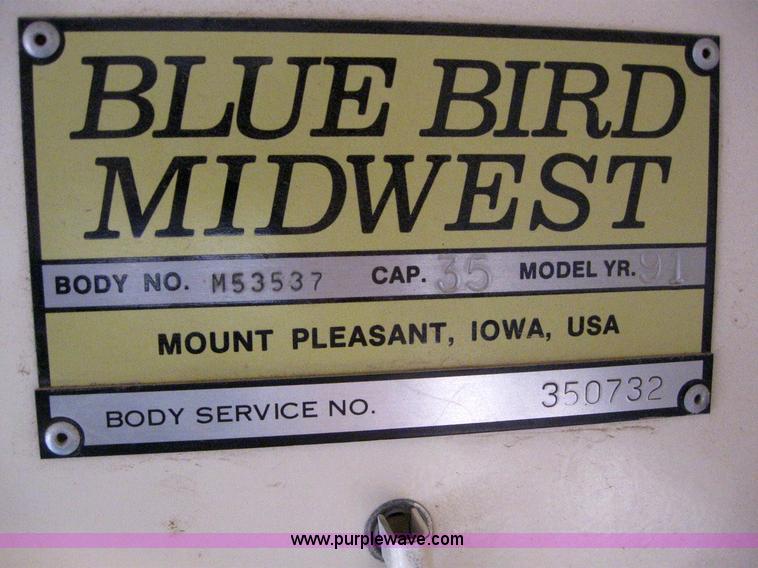 BLUE BIRD
MIDWEST
BODY NO. M53537 CAP. 35 MODEL YR. 91
MOUNT PLEASANT, IOWA, USA
BODY SERVICE NO. 350732
www.purplewave.com